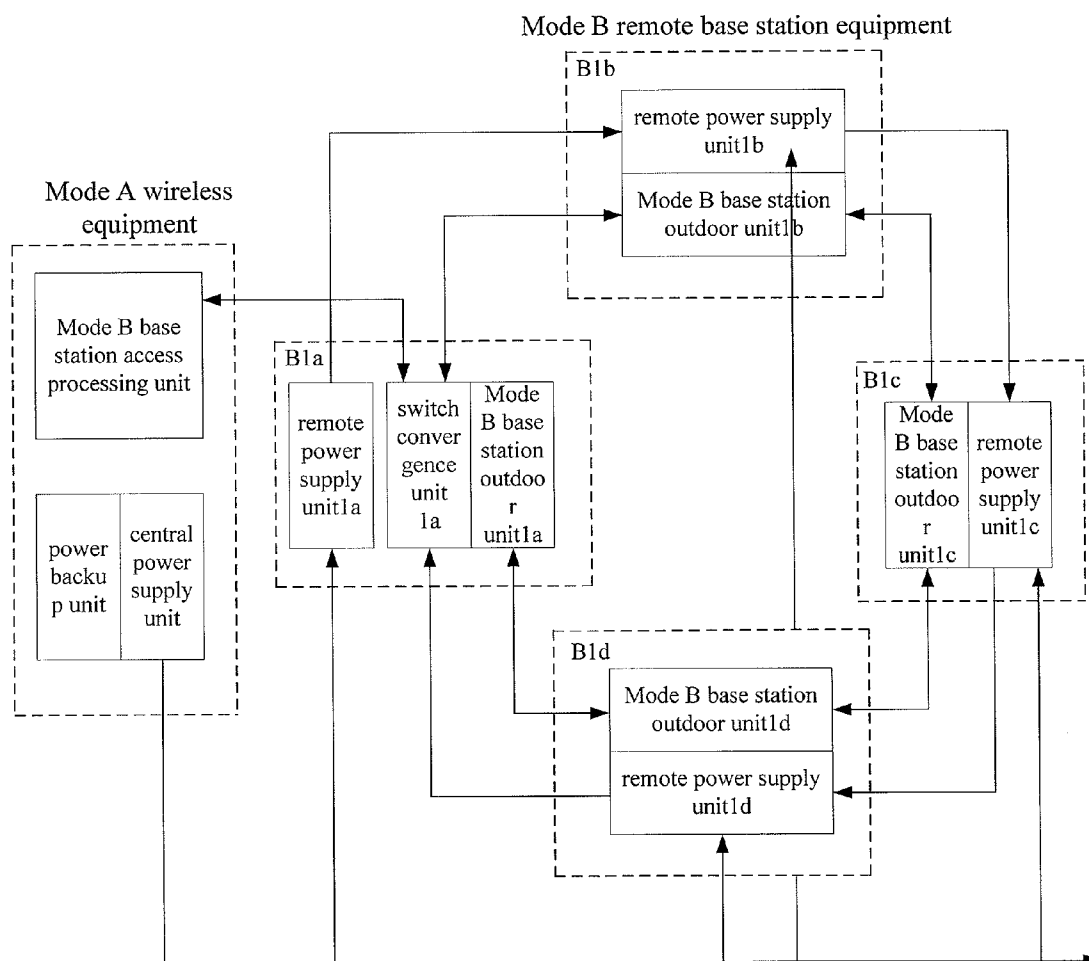 Mode B remote base station equipment
B1b
remote power supply
unit1b
Mode B base station
outdoor unit1b
Mode A wireless
equipment
Mode B base
station access
processing unit
power
backu
p unit
central
power
supply
unit
B1a
remote
power
supply
unit1a
switch
conver
gence
unit
1a
Mode
B base
station
outdoo
r
unit1a
B1c
Mode
B base
station
outdoo
r
unit1c
remote
power
supply
unit1c
B1d
Mode B base station
outdoor unit1d
remote power supply
unit1d